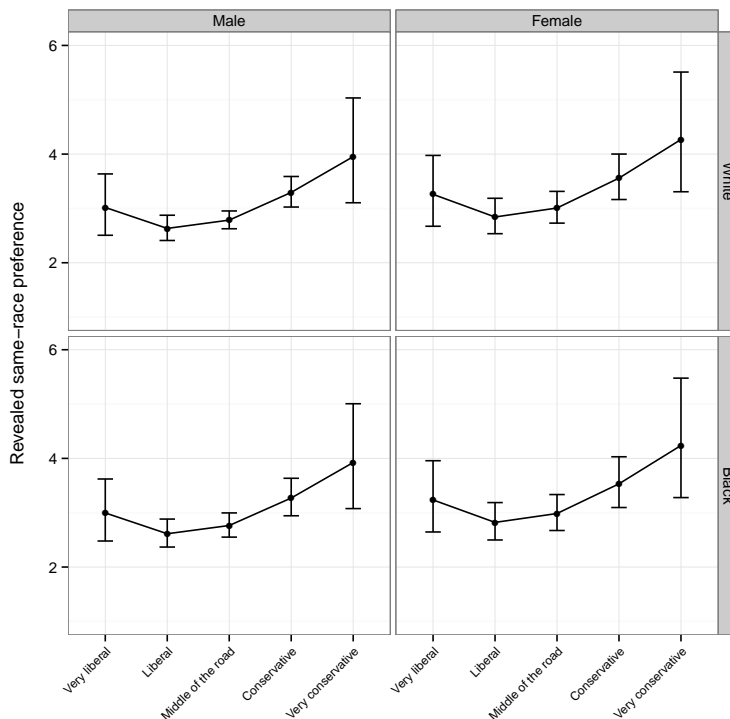 Male
Female
Revealed same−race preference
6
4
2
White
6
4
2
Black
Very liberal
Liberal
Middle of the road
Conservative
Very conservative
Very liberal
Liberal
Middle of the road
Conservative
Very conservative